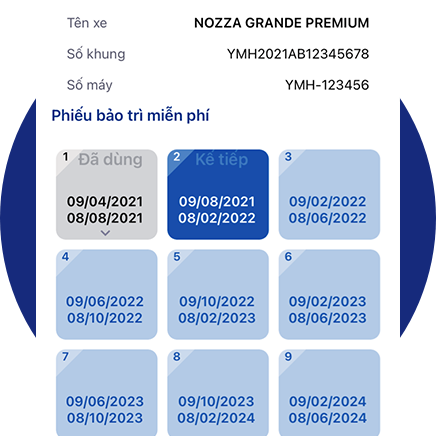 Tên xe NOZZA GRANDE PREMIUM
Số khung YMH2021AB12345678
Số máy YMH-123456
Phiếu bảo trì miễn phí
1 Đã dùng 2 Kế tiếp 3
09/04/2021 09/08/2021 09/02/2022
08/08/2021 08/02/2022 08/06/2022
4 5 6
09/06/2022 09/10/2022 09/02/2023
08/10/2022 08/02/2023 08/06/2023
7 8 9
09/06/2023 09/10/2023 09/02/2024
08/10/2023 08/02/2024 08/06/2024